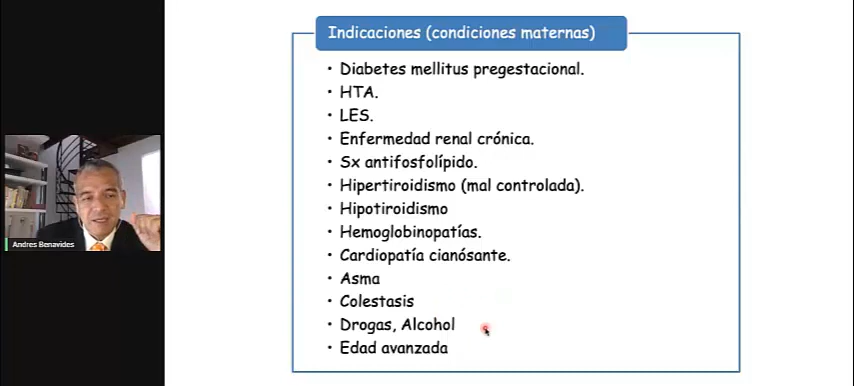 Indicaciones (condiciones maternas)
• Diabetes mellitus pregestacional.
• HTA.
• LES.
• Enfermedad renal crónica.
• Sx antifosfolípido.
• Hipertiroidismo (mal controlada).
• Hipotiroidismo
• Hemoglobinopatías.
• Cardiopatía cianósante.
• Asma
• Colestasis
• Drogas, Alcohol
• Edad avanzada
Andres Benavides